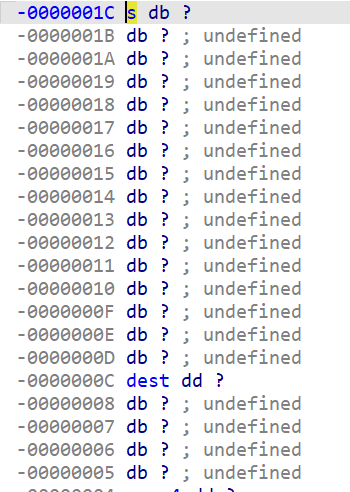 -0000001C s db ?
-0000001B db ? ; undefined
-0000001A db ? ; undefined
-00000019 db ? ; undefined
-00000018 db ? ; undefined
-00000017 db ? ; undefined
-00000016 db ? ; undefined
-00000015 db ? ; undefined
-00000014 db ? ; undefined
-00000013 db ? ; undefined
-00000012 db ? ; undefined
-00000011 db ? ; undefined
-00000010 db ? ; undefined
-0000000F db ? ; undefined
-0000000E db ? ; undefined
-0000000D db ? ; undefined
-0000000C dest dd ?
-00000008 db ? ; undefined
-00000007 db ? ; undefined
-00000006 db ? ; undefined
-00000005 db ? ; undefined